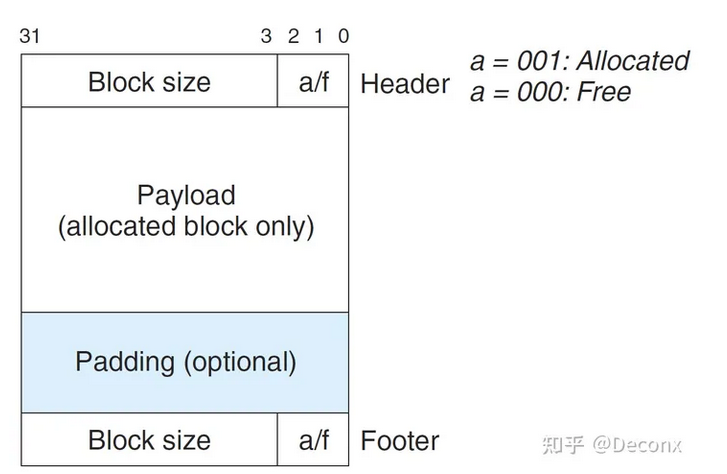 31 3 2 1 0
Block size a/f Header
a = 001: Allocated
a = 000: Free
Payload
(allocated block only)
Padding (optional)
Block size a/f Footer
知乎 @Deconx